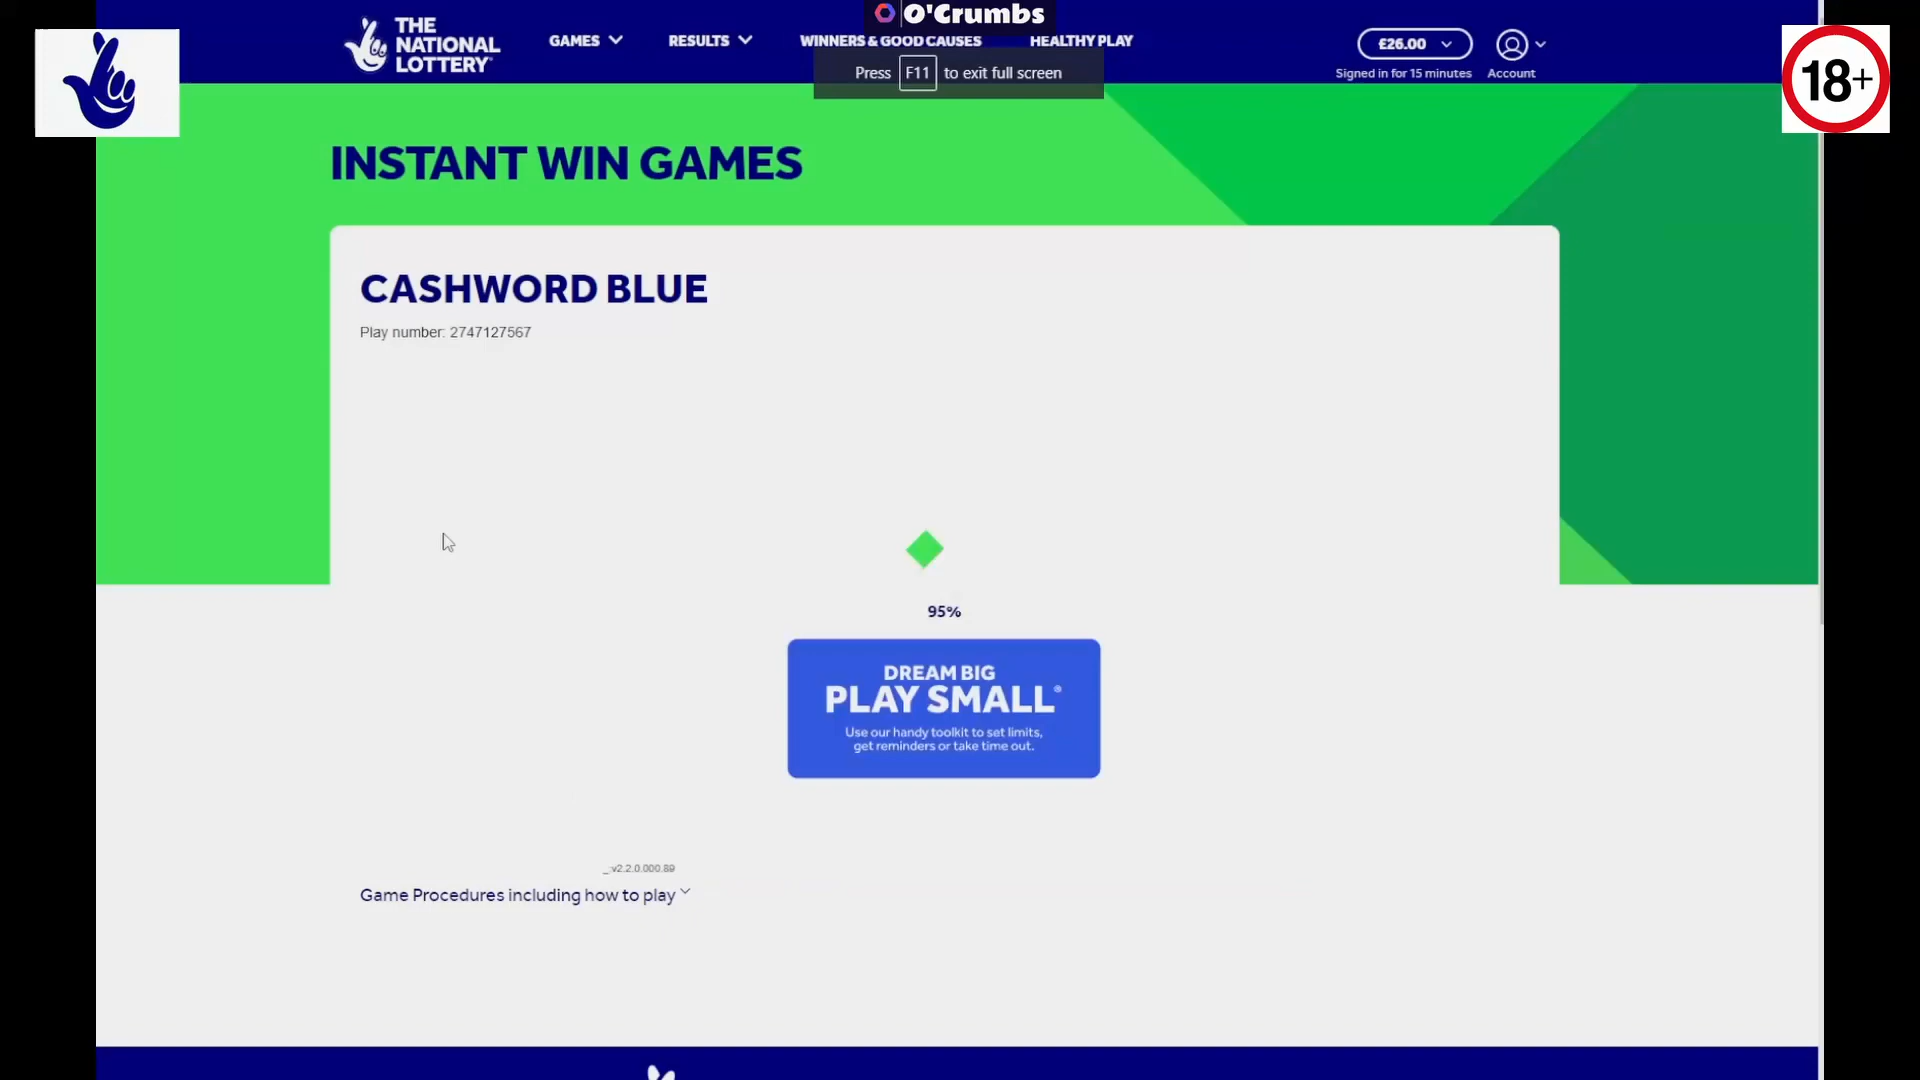 O'Crumbs
THE
NATIONAL
LOTTERY®
GAMES
RESULTS
WINNERS & GOOD CAUSES
HEALTHY PLAY
£26.00
Signed in for 15 minutes
Account
Press F11 to exit full screen
18+
INSTANT WIN GAMES
CASHWORD BLUE
Play number: 2747127567
95%
DREAM BIG
PLAY SMALL®
Use our handy toolkit to set limits,
get reminders or take time out.
_:v2.2.0.000.89
Game Procedures including how to play